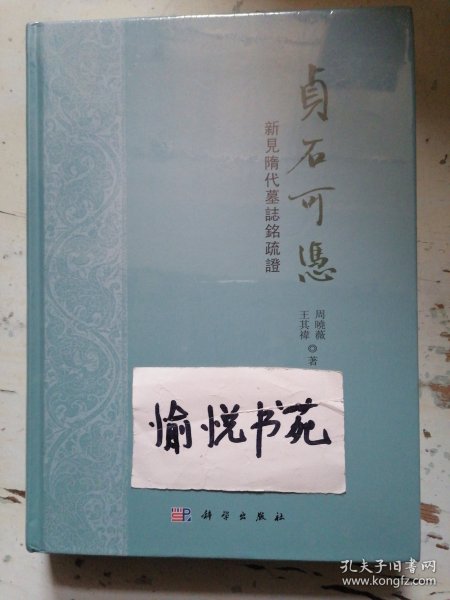 貞石可憑
新見隋代墓誌銘疏證
周曉薇
王其禕
◎著
愉悦书苑
科学出版社
孔夫子旧书网
www.kongfz.com